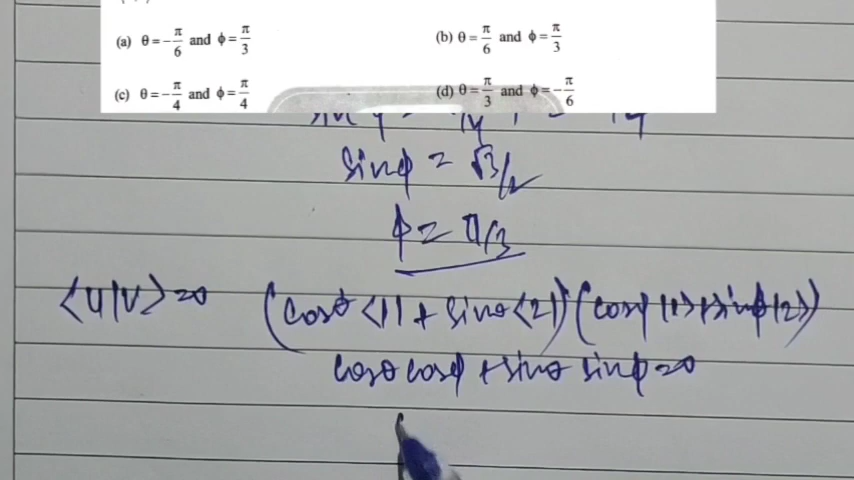 (a) θ = -π/6 and ϕ = π/3
(b) θ = π/6 and ϕ = π/3
(c) θ = -π/4 and ϕ = π/4
(d) θ = π/3 and ϕ = -π/6
sinϕ = √3/2
ϕ = π/3
<u|v> = 0 (cosθ <1| + sinθ <2|) (cosϕ |1> + sinϕ |2>)
cosθ cosϕ + sinθ sinϕ = 0